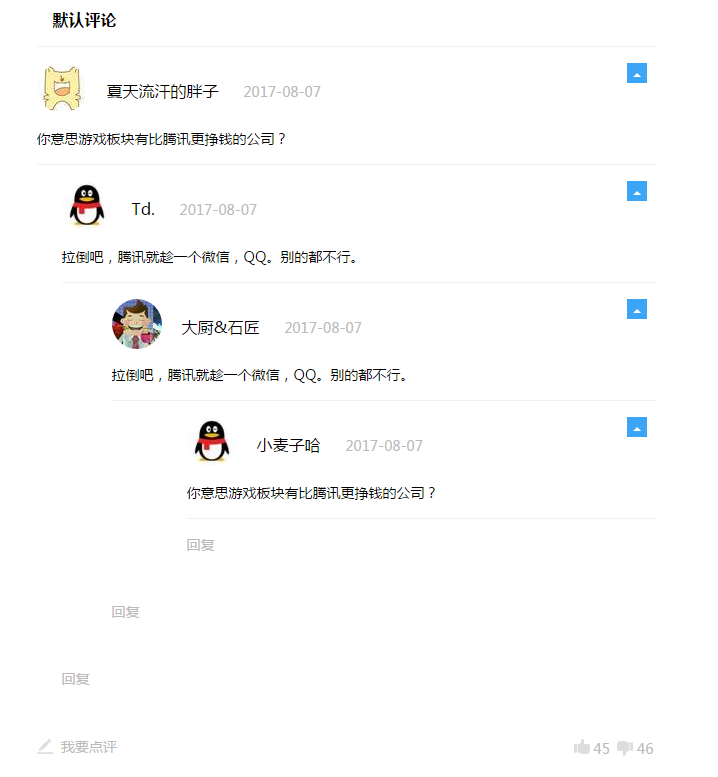 默认评论
夏天流汗的胖子 2017-08-07
你意思游戏板块有比腾讯更挣钱的公司？
Td. 2017-08-07
拉倒吧，腾讯就趁一个微信，QQ。别的都不行。
大厨&石匠 2017-08-07
拉倒吧，腾讯就趁一个微信，QQ。别的都不行。
小麦子哈 2017-08-07
你意思游戏板块有比腾讯更挣钱的公司？
回复
回复
回复
我要点评 45 46